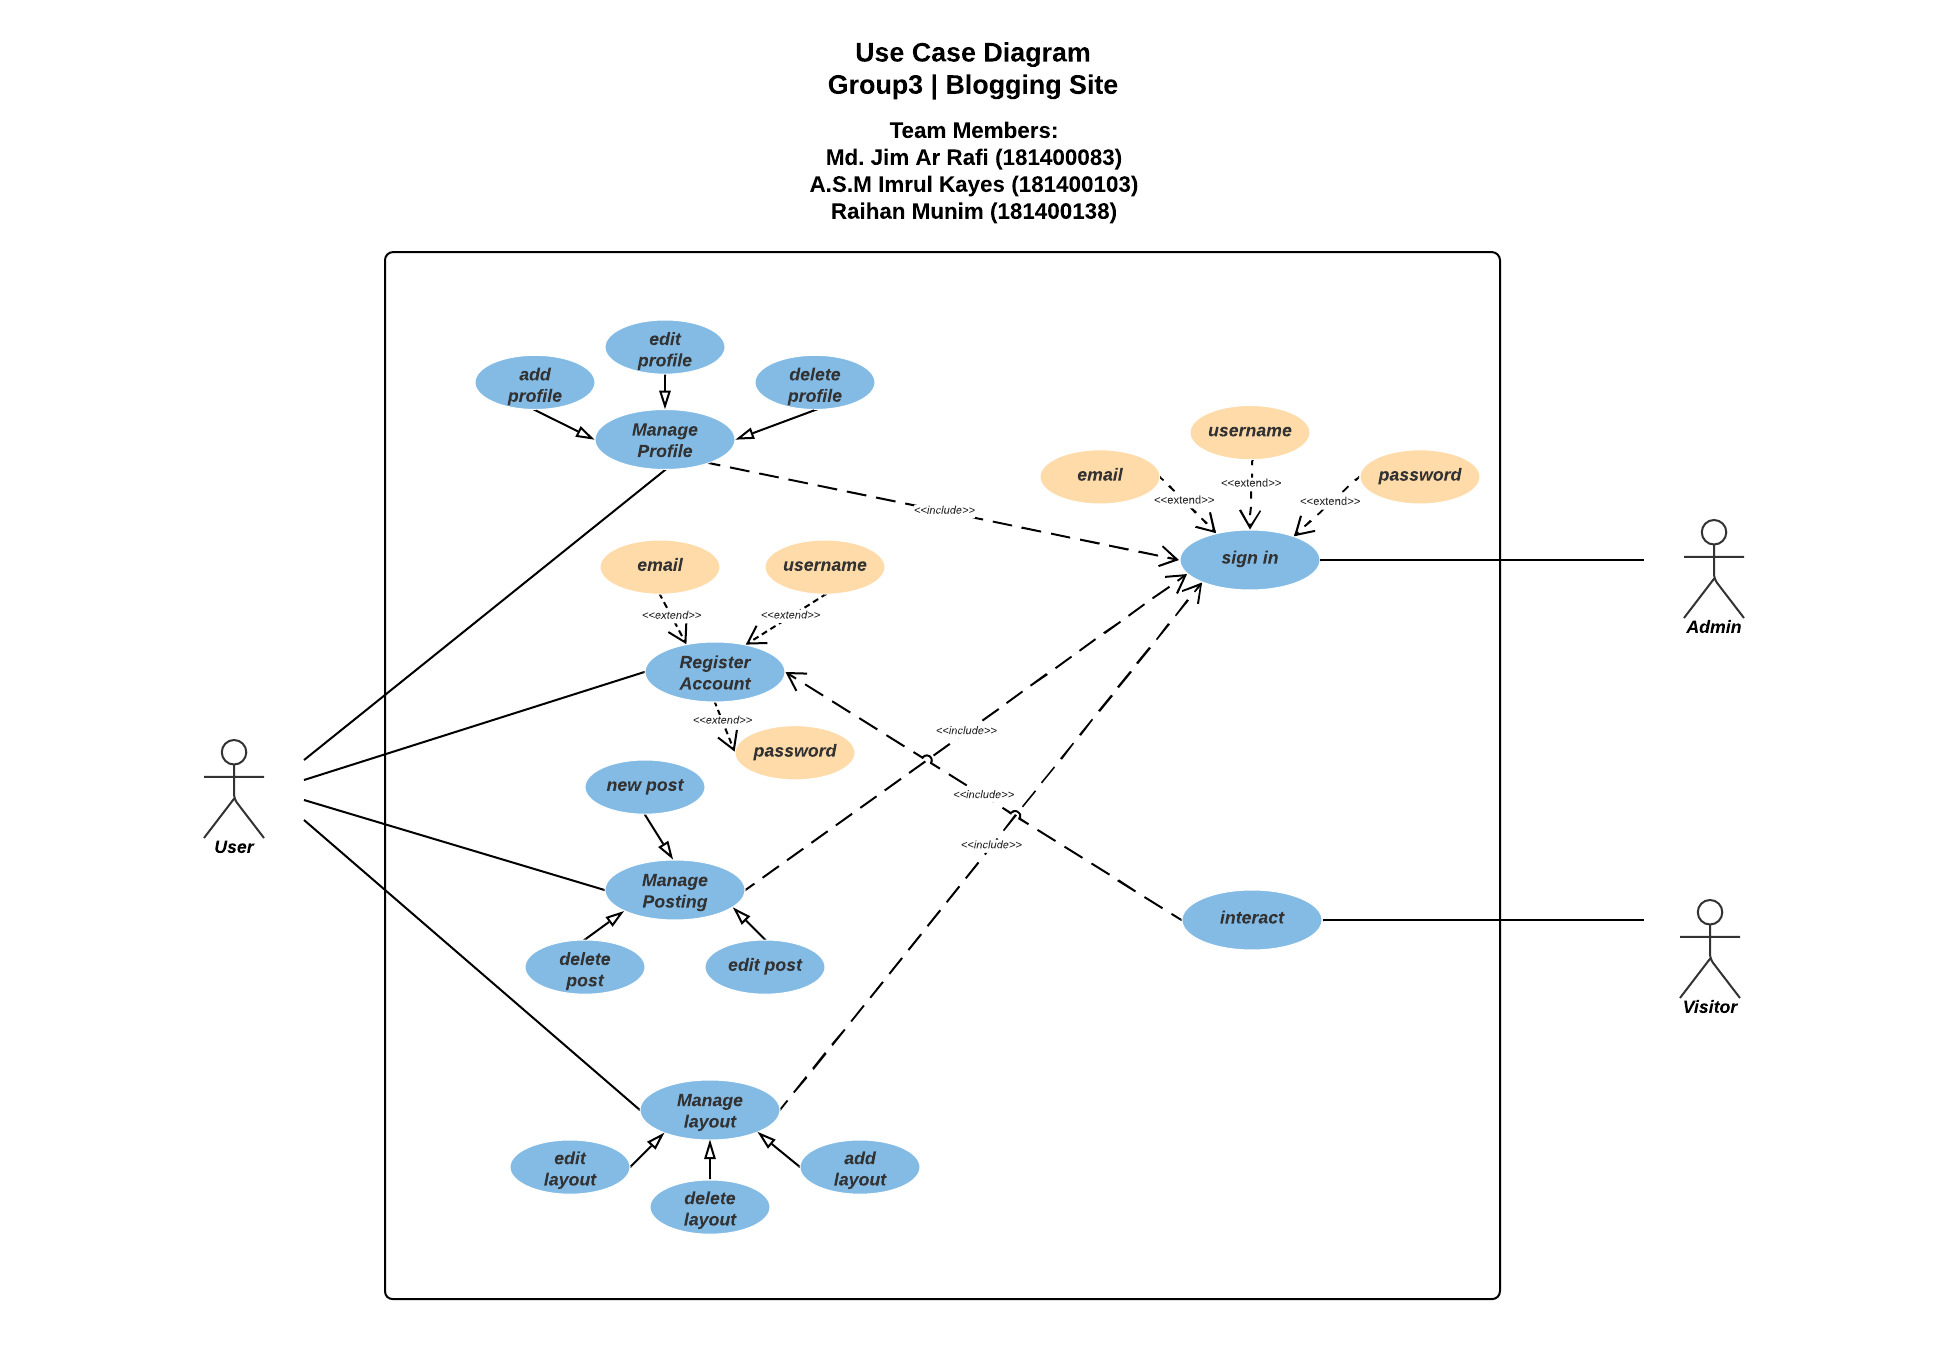 Use Case Diagram
Group3 | Blogging Site
Team Members:
Md. Jim Ar Rafi (181400083)
A.S.M Imrul Kayes (181400103)
Raihan Munim (181400138)
edit
profile
add
profile
delete
profile
Manage
Profile
username
email
password
<<extend>>
<<extend>>
<<extend>>
<<include>>
sign in
Admin
email
username
<<extend>>
<<extend>>
Register
Account
<<extend>>
password
<<include>>
new post
<<include>>
User
<<include>>
Manage
Posting
interact
delete
post
edit post
Visitor
Manage
layout
edit
layout
add
layout
delete
layout